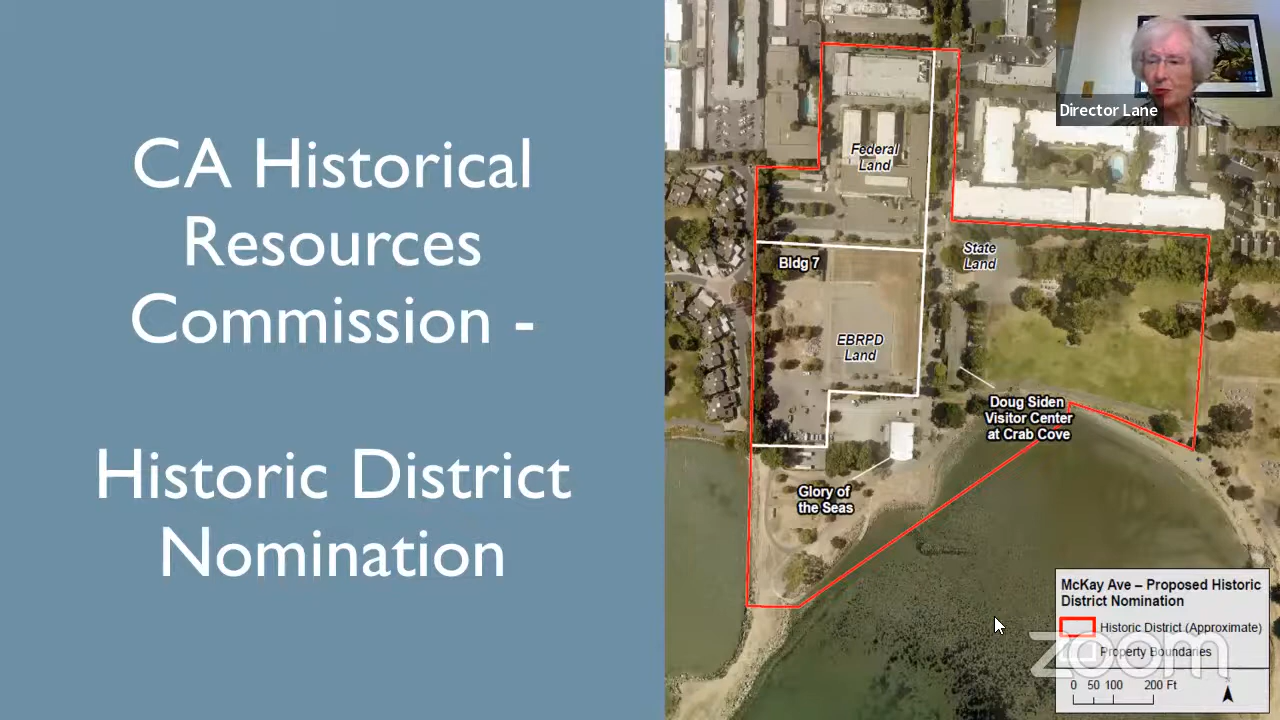 CA Historical
Resources
Commission -
Historic District
Nomination
Director Lane
Federal
Land
State
Land
Bldg 7
EBRPD
Land
Doug Siden
Visitor Center
at Crab Cove
Glory of
the Seas
McKay Ave – Proposed Historic
District Nomination
Historic District (Approximate)
Property Boundaries
zoom
0 50 100 200 Ft